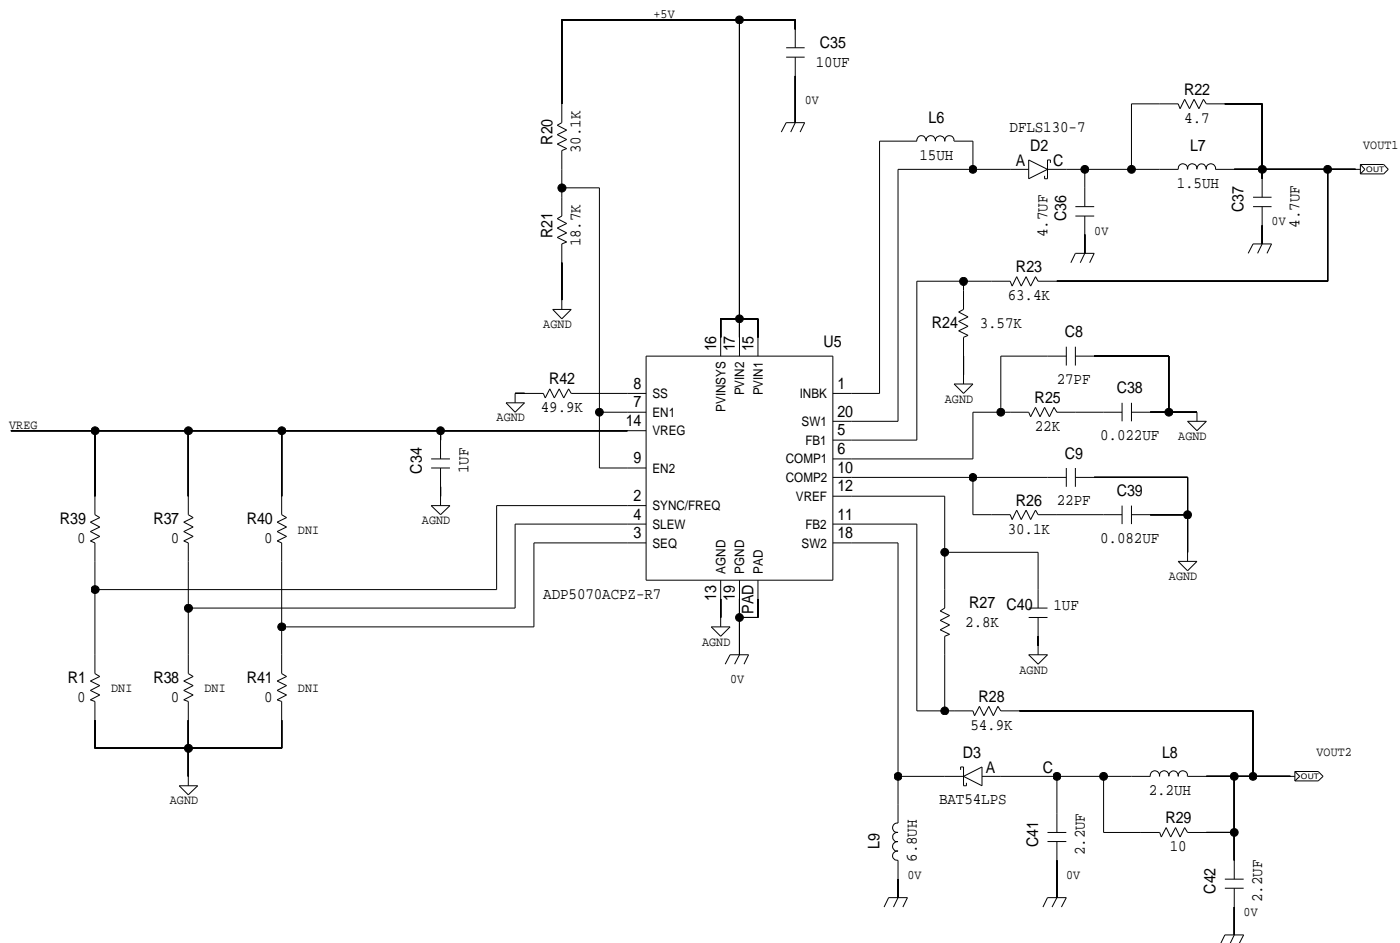 +5V
C35
10UF
0V
R20
30.1K
R21
18.7K
AGND
L6
15UH
DFLS130-7
D2
A
C
R22
4.7
L7
1.5UH
VOUT1
OUT
4.7UF
C36
0V
C37
0V
4.7UF
R23
63.4K
R24
3.57K
AGND
U5
16
17
15
PVINSYS
PVIN2
PVIN1
R42
49.9K
AGND
8
SS
7
EN1
14
VREG
9
EN2
2
SYNC/FREQ
4
SLEW
3
SEQ
INBK
1
SW1
20
FB1
5
COMP1
6
COMP2
10
VREF
12
FB2
11
SW2
18
AGND
PGND
PAD
13
19
PAD
AGND
0V
ADP5070ACPZ-R7
C8
27PF
R25
22K
C38
0.022UF
AGND
C9
22PF
R26
30.1K
C39
0.082UF
AGND
VREG
C34
1UF
AGND
R39
0
R37
0
R40
0
DNI
R1
0
DNI
R38
0
DNI
R41
0
DNI
AGND
R27
2.8K
C40
1UF
AGND
R28
54.9K
D3
A
C
BAT54LPS
L8
2.2UH
VOUT2
OUT
R29
10
L9
6.8UH
0V
C41
2.2UF
0V
C42
2.2UF
0V